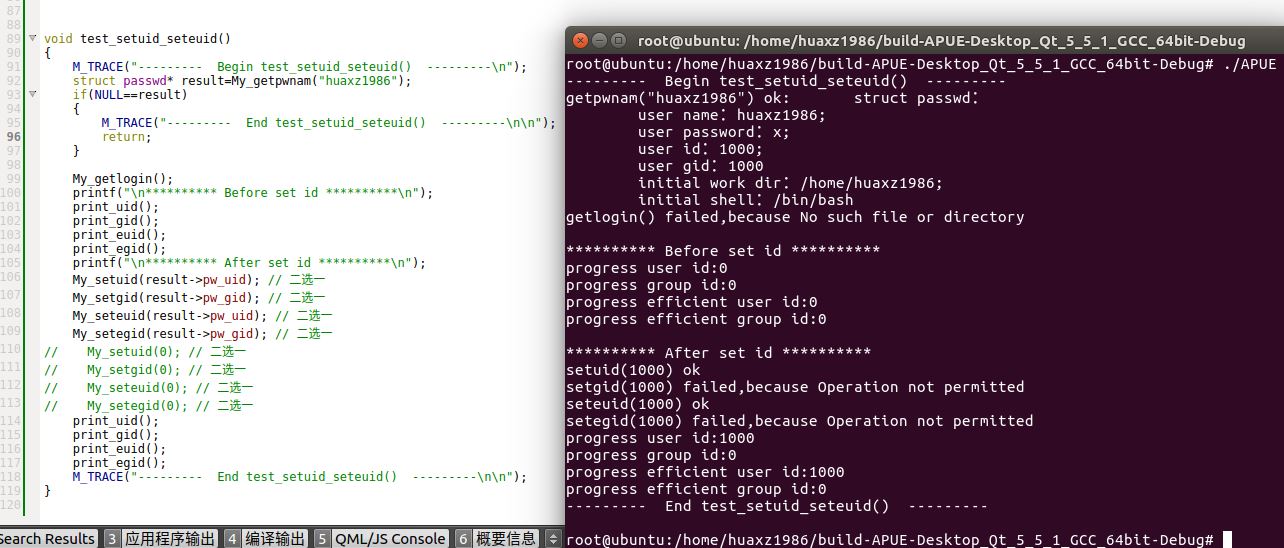 87
88
89 void test_setuid_seteuid()
90 {
91 M_TRACE("---------  Begin test_setuid_seteuid()  ---------\n");
92 struct passwd* result=My_getpwnam("huaxz1986");
93 if(NULL==result)
94 {
95 M_TRACE("---------  End test_setuid_seteuid()  ---------\n\n");
96 return;
97 }
98
99 My_getlogin();
100 printf("\n********** Before set id **********\n");
101 print_uid();
102 print_gid();
103 print_euid();
104 print_egid();
105 printf("\n********** After set id **********\n");
106 My_setuid(result->pw_uid); // 二选一
107 My_setgid(result->pw_gid); // 二选一
108 My_seteuid(result->pw_uid); // 二选一
109 My_setegid(result->pw_gid); // 二选一
110 //    My_setuid(0); // 二选一
111 //    My_setgid(0); // 二选一
112 //    My_seteuid(0); // 二选一
113 //    My_setegid(0); // 二选一
114 print_uid();
115 print_gid();
116 print_euid();
117 print_egid();
118 M_TRACE("---------  End test_setuid_seteuid()  ---------\n\n");
119 }
120
Search Results 3 应用程序输出 4 编译输出 5 QML/JS Console 6 概要信息
root@ubuntu: /home/huaxz1986/build-APUE-Desktop_Qt_5_5_1_GCC_64bit-Debug
root@ubuntu:/home/huaxz1986/build-APUE-Desktop_Qt_5_5_1_GCC_64bit-Debug# ./APUE
---------  Begin test_setuid_seteuid()  ---------
getpwnam("huaxz1986") ok:       struct passwd:
user name: huaxz1986;
user password: x;
user id: 1000;
user gid: 1000
initial work dir: /home/huaxz1986;
initial shell: /bin/bash
getlogin() failed,because No such file or directory
********** Before set id **********
progress user id:0
progress group id:0
progress efficient user id:0
progress efficient group id:0
********** After set id **********
setuid(1000) ok
setgid(1000) failed,because Operation not permitted
seteuid(1000) ok
setegid(1000) failed,because Operation not permitted
progress user id:1000
progress group id:0
progress efficient user id:1000
progress efficient group id:0
---------  End test_setuid_seteuid()  ---------
root@ubuntu:/home/huaxz1986/build-APUE-Desktop_Qt_5_5_1_GCC_64bit-Debug#